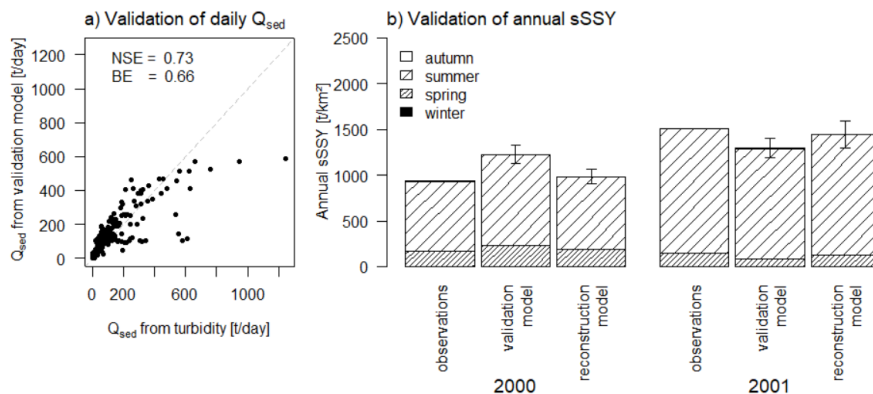 a) Validation of daily Qsed
Qsed from validation model [t/day]
1200
1000
800
600
400
200
0
NSE = 0.73
BE = 0.66
0 200 600 1000
Qsed from turbidity [t/day]
b) Validation of annual sSSY
Annual sSSY [t/km²]
2500
2000
1500
1000
500
0
autumn
summer
spring
winter
observations
validation
model
reconstruction
model
observations
validation
model
reconstruction
model
2000
2001